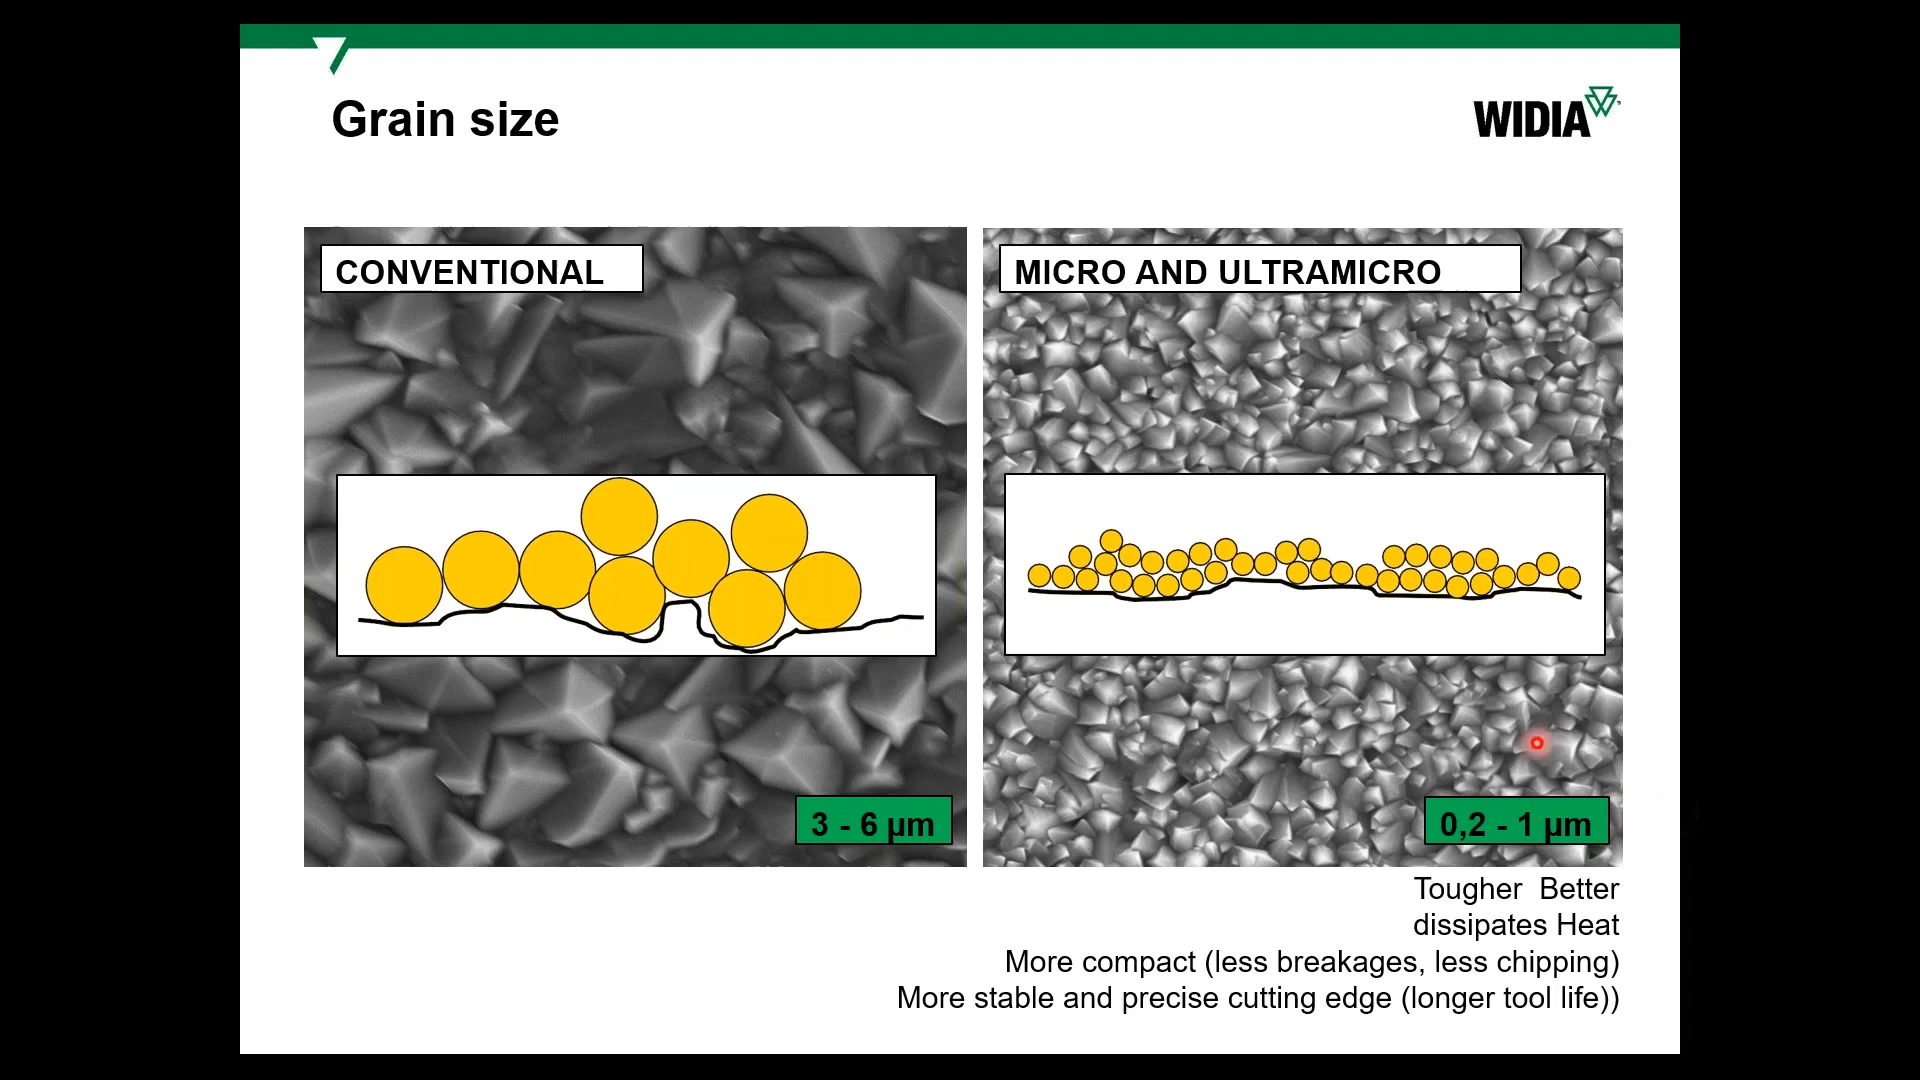 Grain size
WIDIA
CONVENTIONAL
MICRO AND ULTRAMICRO
3 - 6 µm
0,2 - 1 µm
Tougher  Better
dissipates Heat
More compact (less breakages, less chipping)
More stable and precise cutting edge (longer tool life))